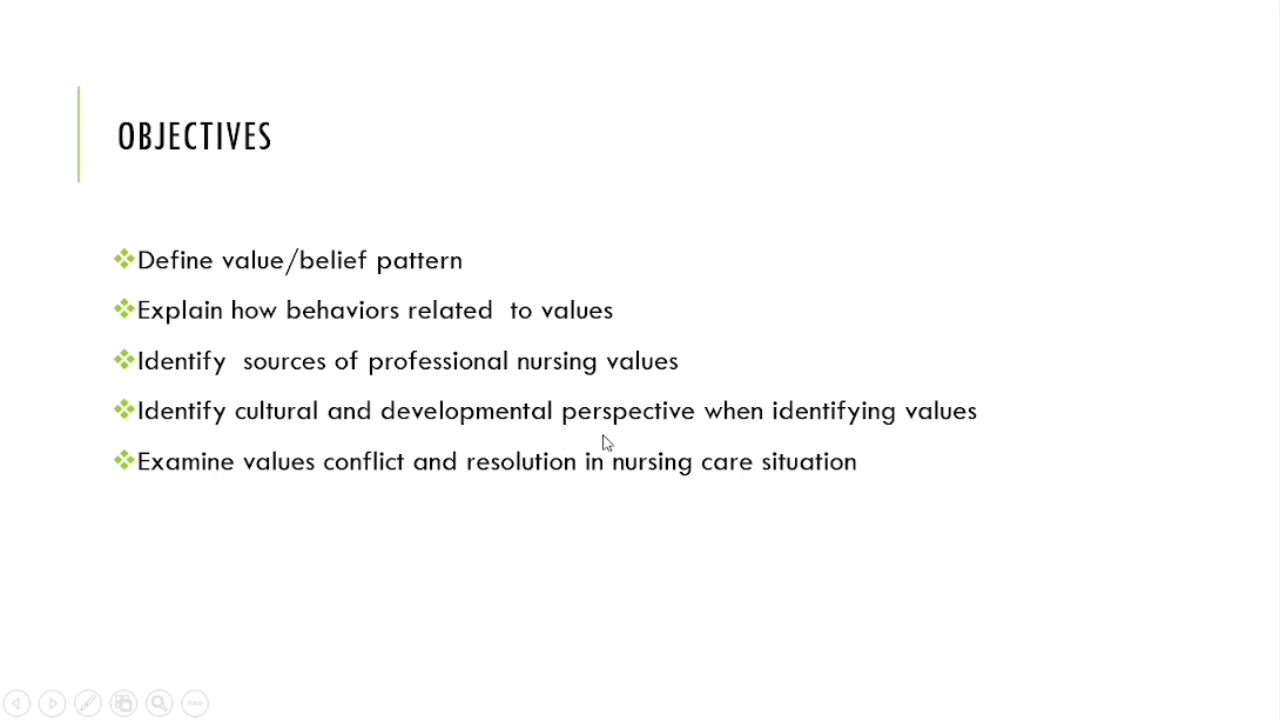 OBJECTIVES
Define value/belief pattern
Explain how behaviors related  to values
Identify  sources of professional nursing values
Identify cultural and developmental perspective when identifying values
Examine values conflict and resolution in nursing care situation